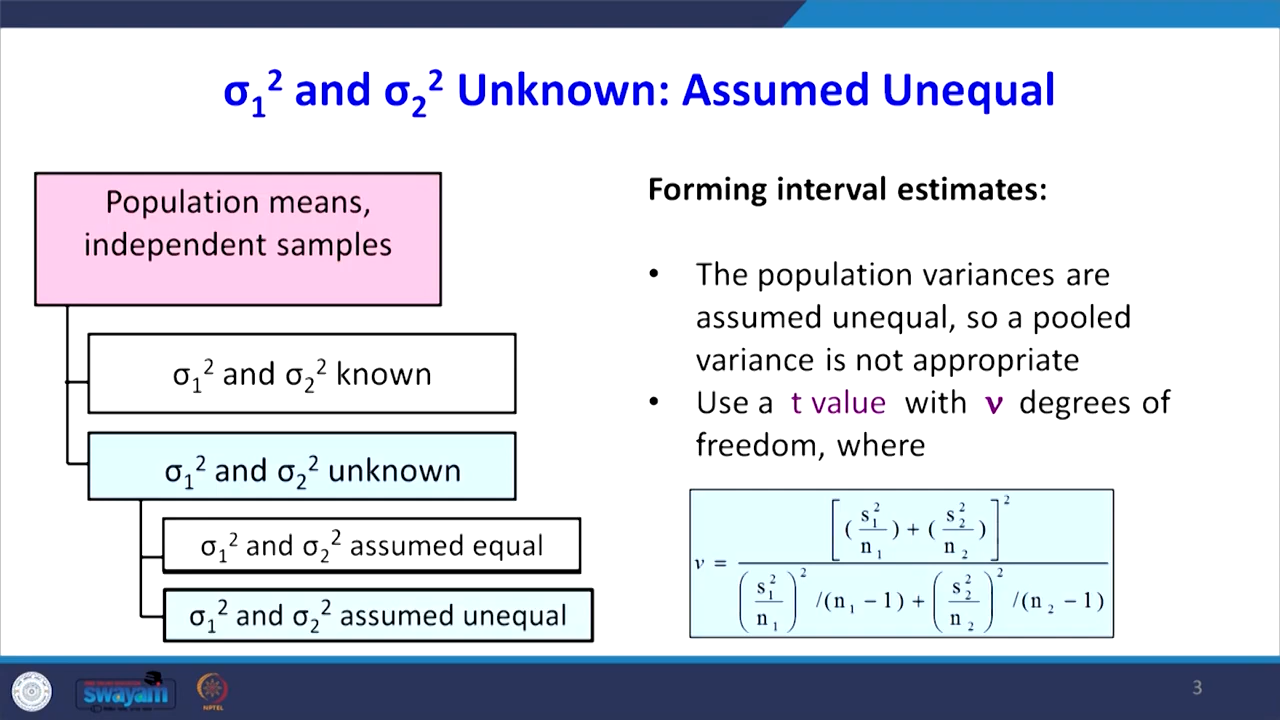 σ₁² and σ₂² Unknown: Assumed Unequal
Population means,
independent samples
σ₁² and σ₂² known
σ₁² and σ₂² unknown
σ₁² and σ₂² assumed equal
σ₁² and σ₂² assumed unequal
Forming interval estimates:
• The population variances are
assumed unequal, so a pooled
variance is not appropriate
• Use a t value with ν degrees of
freedom, where
ν = [(s₁²/n₁) + (s₂²/n₂)]² / ((s₁²/n₁)²/(n₁ − 1) + (s₂²/n₂)²/(n₂ − 1))
swayam
NPTEL
3